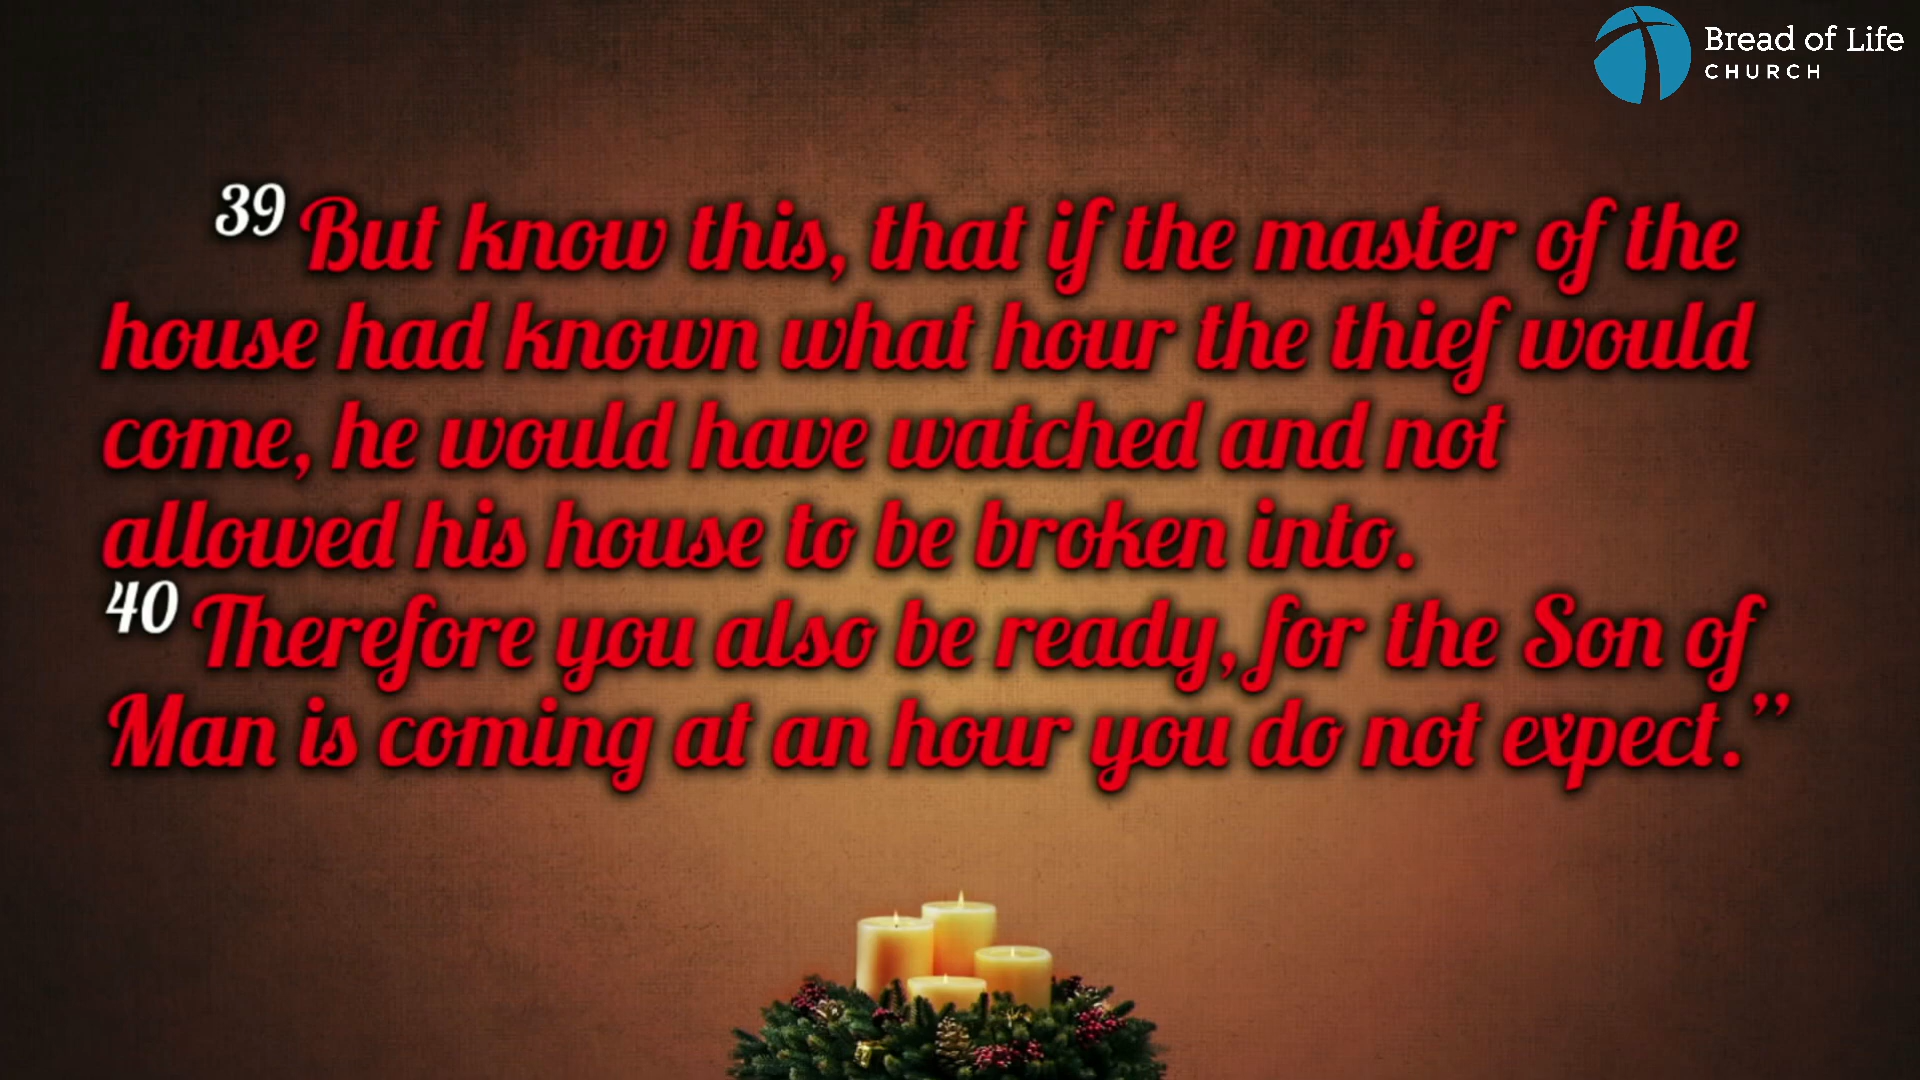 Bread of Life
CHURCH
39 But know this, that if the master of the
house had known what hour the thief would
come, he would have watched and not
allowed his house to be broken into.
40 Therefore you also be ready, for the Son of
Man is coming at an hour you do not expect.”